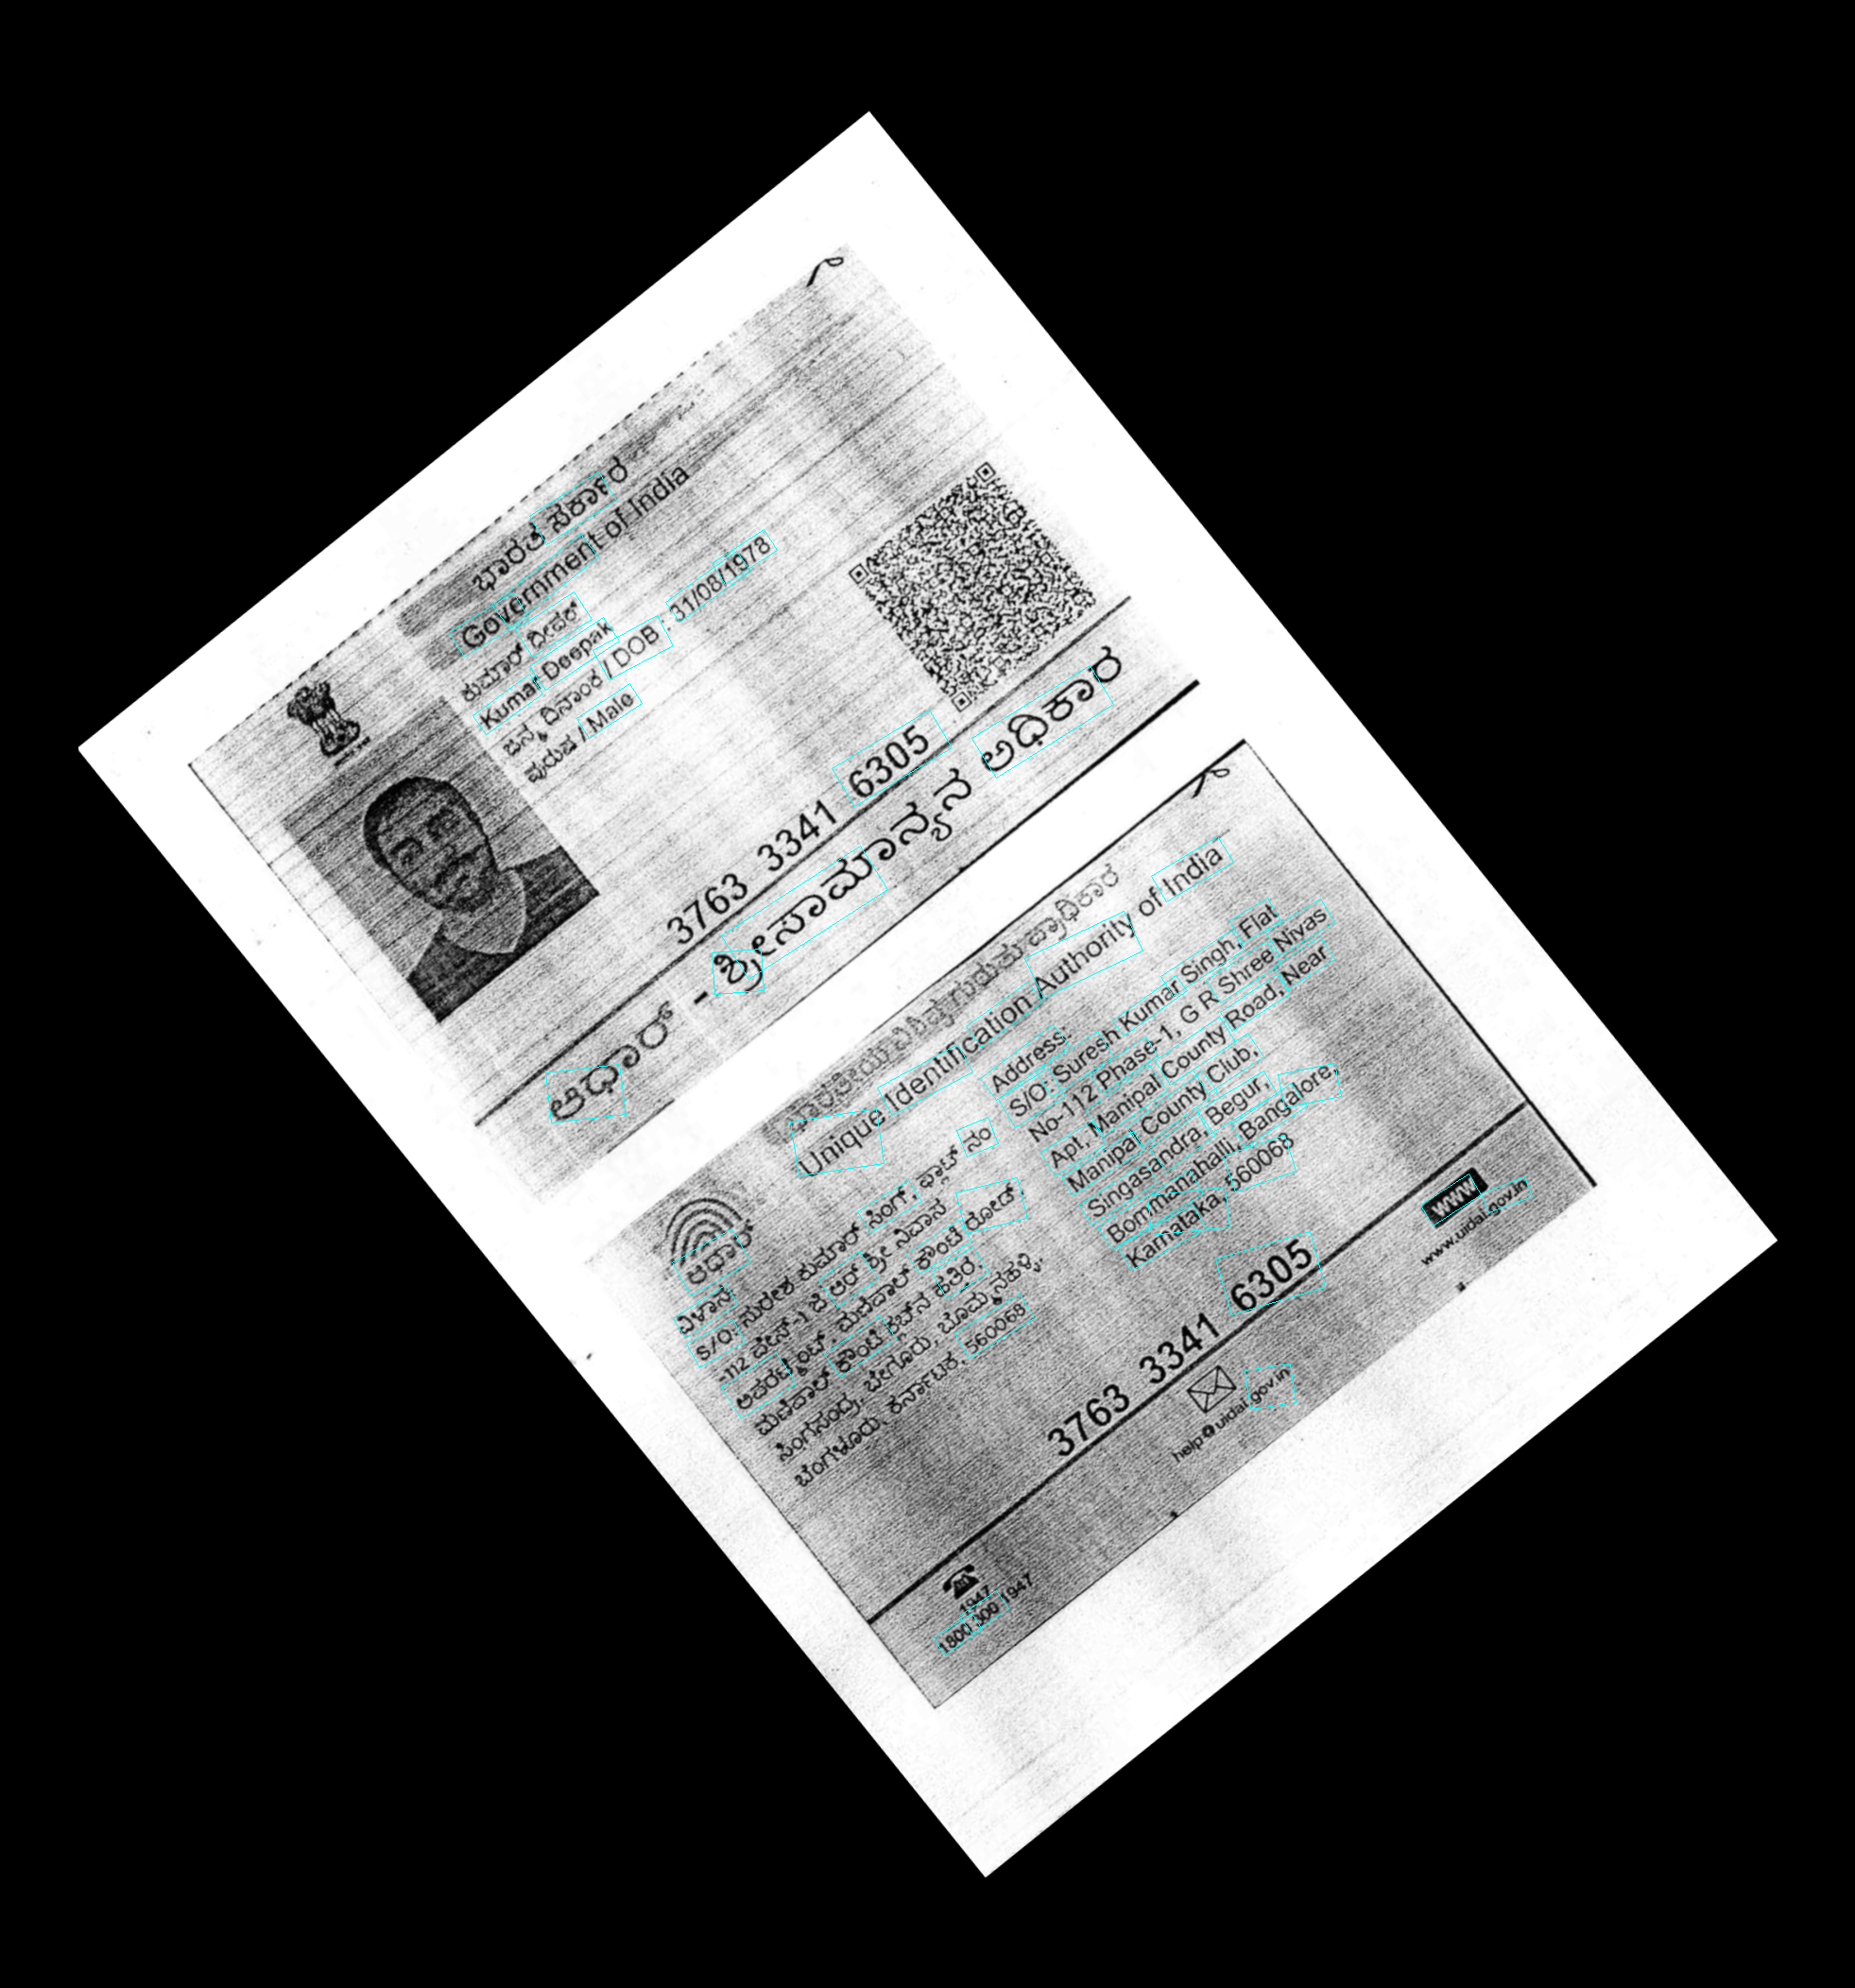 ಭಾರತ ಸರ್ಕಾರ
Government of India
ಕುಮಾರ್ ದೀಪಕ್
Kumar Deepak
ಜನ್ಮ ದಿನಾಂಕ / DOB : 31/08/1978
ಪುರುಷ / Male
3763 3341 6305
ಆಧಾರ್ - ಶ್ರೀಸಾಮಾನ್ಯನ ಅಧಿಕಾರ
ಭಾರತೀಯ ವಿಶಿಷ್ಟ ಗುರುತು ಪ್ರಾಧಿಕಾರ
Unique Identification Authority of India
ಆಧಾರ್
ವಿಳಾಸ:
S/O: ಸುರೇಶ ಕುಮಾರ್ ಸಿಂಗ್, ಫ್ಲಾಟ್ ನಂ
-112 ಫೇಸ್-೧ ಜಿ ಆರ್ ಶ್ರೀ ನಿವಾಸ
ಅಪರಟ್ಮೆಂಟ್, ಮಣಿಪಾಲ್ ಕೌಂಟಿ ರೋಡ್,
ಮಣಿಪಾಲ್ ಕೌಂಟಿ ಕ್ಲಬ್‌ನ ಹತಿರ,
ಸಿಂಗಸಂದ್ರ, ಬೇಗೂರು, ಬೊಮ್ಮನಹಳ್ಳಿ,
ಬೆಂಗಳೂರು, ಕರ್ನಾಟಕ, 560068
Address:
S/O: Suresh Kumar Singh, Flat
No-112 Phase-1, G R Shree Nivas
Apt, Manipal County Road, Near
Manipal County Club,
Singasandra, Begur,
Bommanahalli, Bangalore,
Karnataka, 560068
3763 3341 6305
1947
1800 300 1947
help@uidai.gov.in
www
www.uidai.gov.in